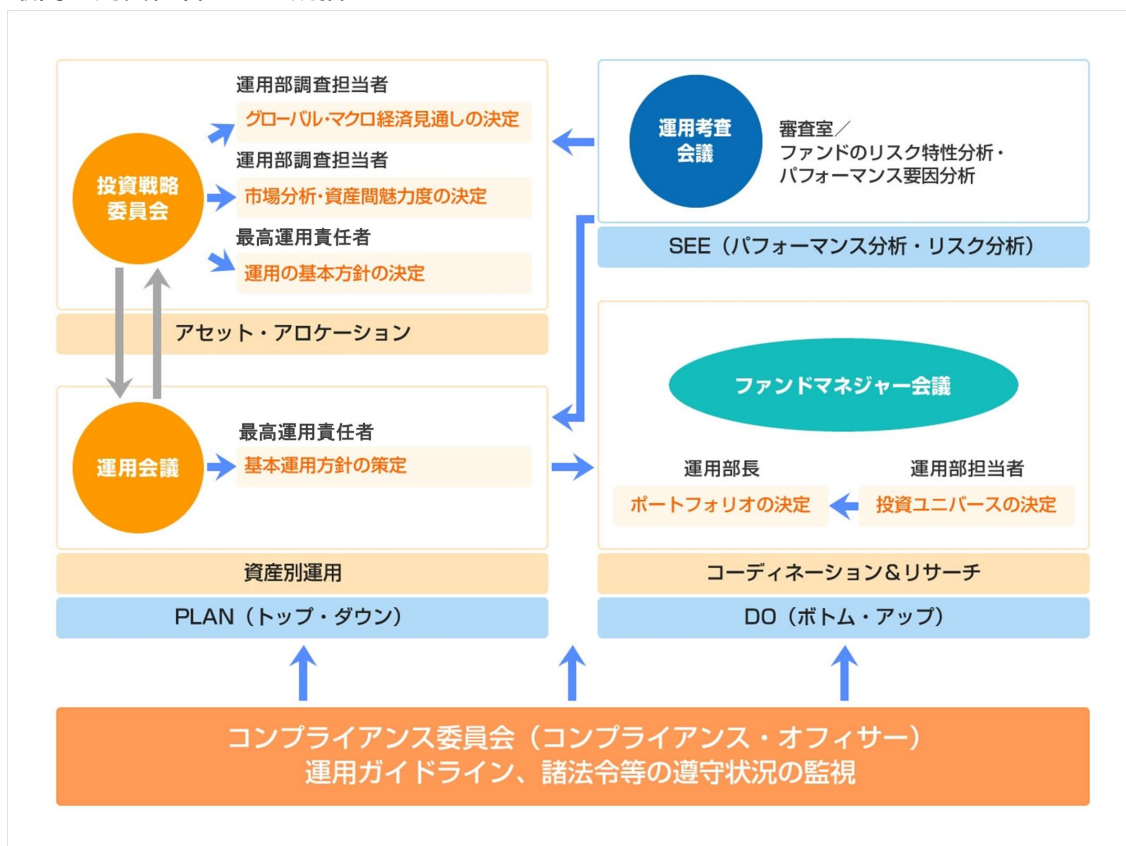 運用部調査担当者
グローバル・マクロ経済見通しの決定
運用部調査担当者
投資戦略
委員会
市場分析・資産間魅力度の決定
最高運用責任者
運用の基本方針の決定
アセット・アロケーション
運用考査
会議
審査室／
ファンドのリスク特性分析・
パフォーマンス要因分析
SEE（パフォーマンス分析・リスク分析）
最高運用責任者
運用会議
基本運用方針の策定
資産別運用
PLAN（トップ・ダウン）
ファンドマネジャー会議
運用部長
運用部担当者
ポートフォリオの決定
投資ユニバースの決定
コーディネーション＆リサーチ
DO（ボトム・アップ）
コンプライアンス委員会（コンプライアンス・オフィサー）
運用ガイドライン、諸法令等の遵守状況の監視